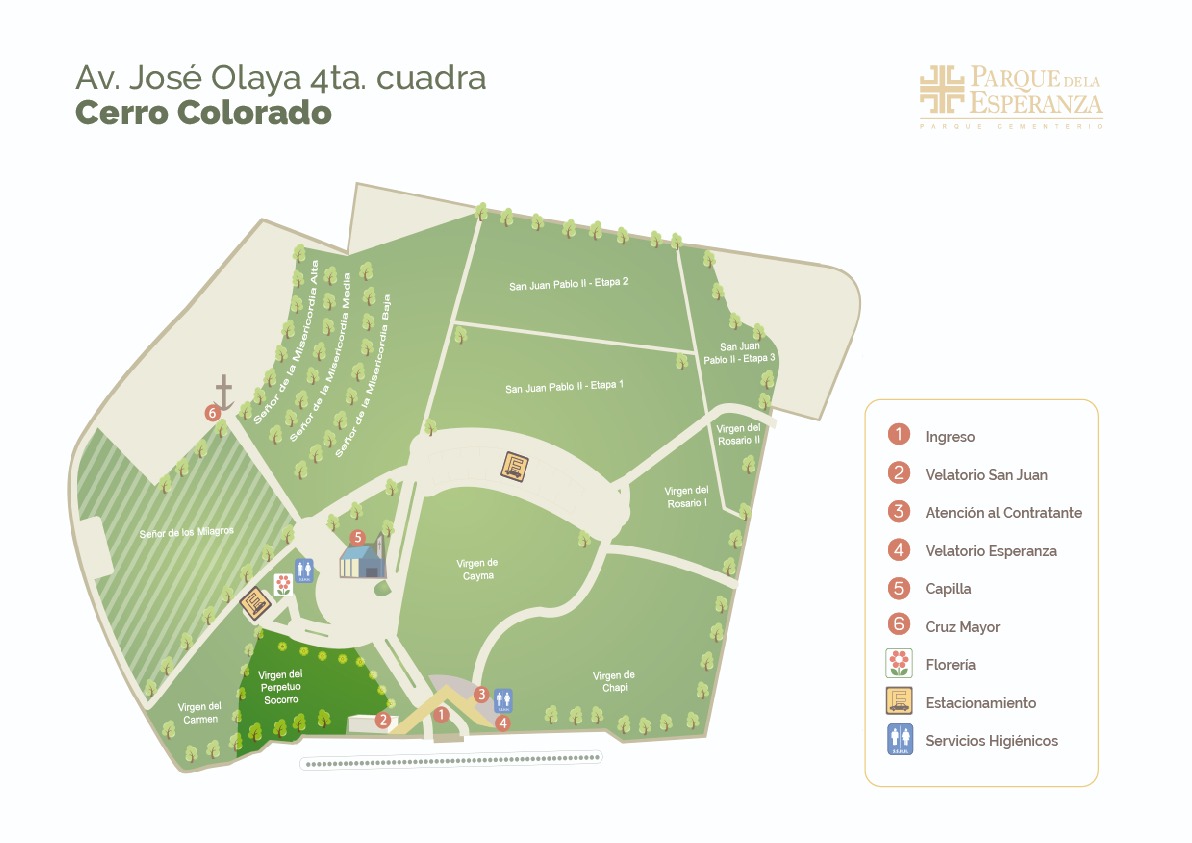 Av. José Olaya 4ta. cuadra
Cerro Colorado
PARQUE DE LA
ESPERANZA
PARQUE CEMENTERIO
San Juan Pablo II - Etapa 2
San Juan
Pablo II - Etapa 3
San Juan Pablo II - Etapa 1
Señor de la Misericordia Alta
Señor de la Misericordia Media
Señor de la Misericordia Baja
6
Virgen del
Rosario II
E
Virgen del
Rosario I
Señor de los Milagros
5
Virgen de
Cayma
E
Virgen del
Perpetuo
Socorro
Virgen de
Chapi
Virgen del
Carmen
2
1
3
4
1 Ingreso
2 Velatorio San Juan
3 Atención al Contratante
4 Velatorio Esperanza
5 Capilla
6 Cruz Mayor
Florería
E Estacionamiento
S.S.H.H. Servicios Higiénicos